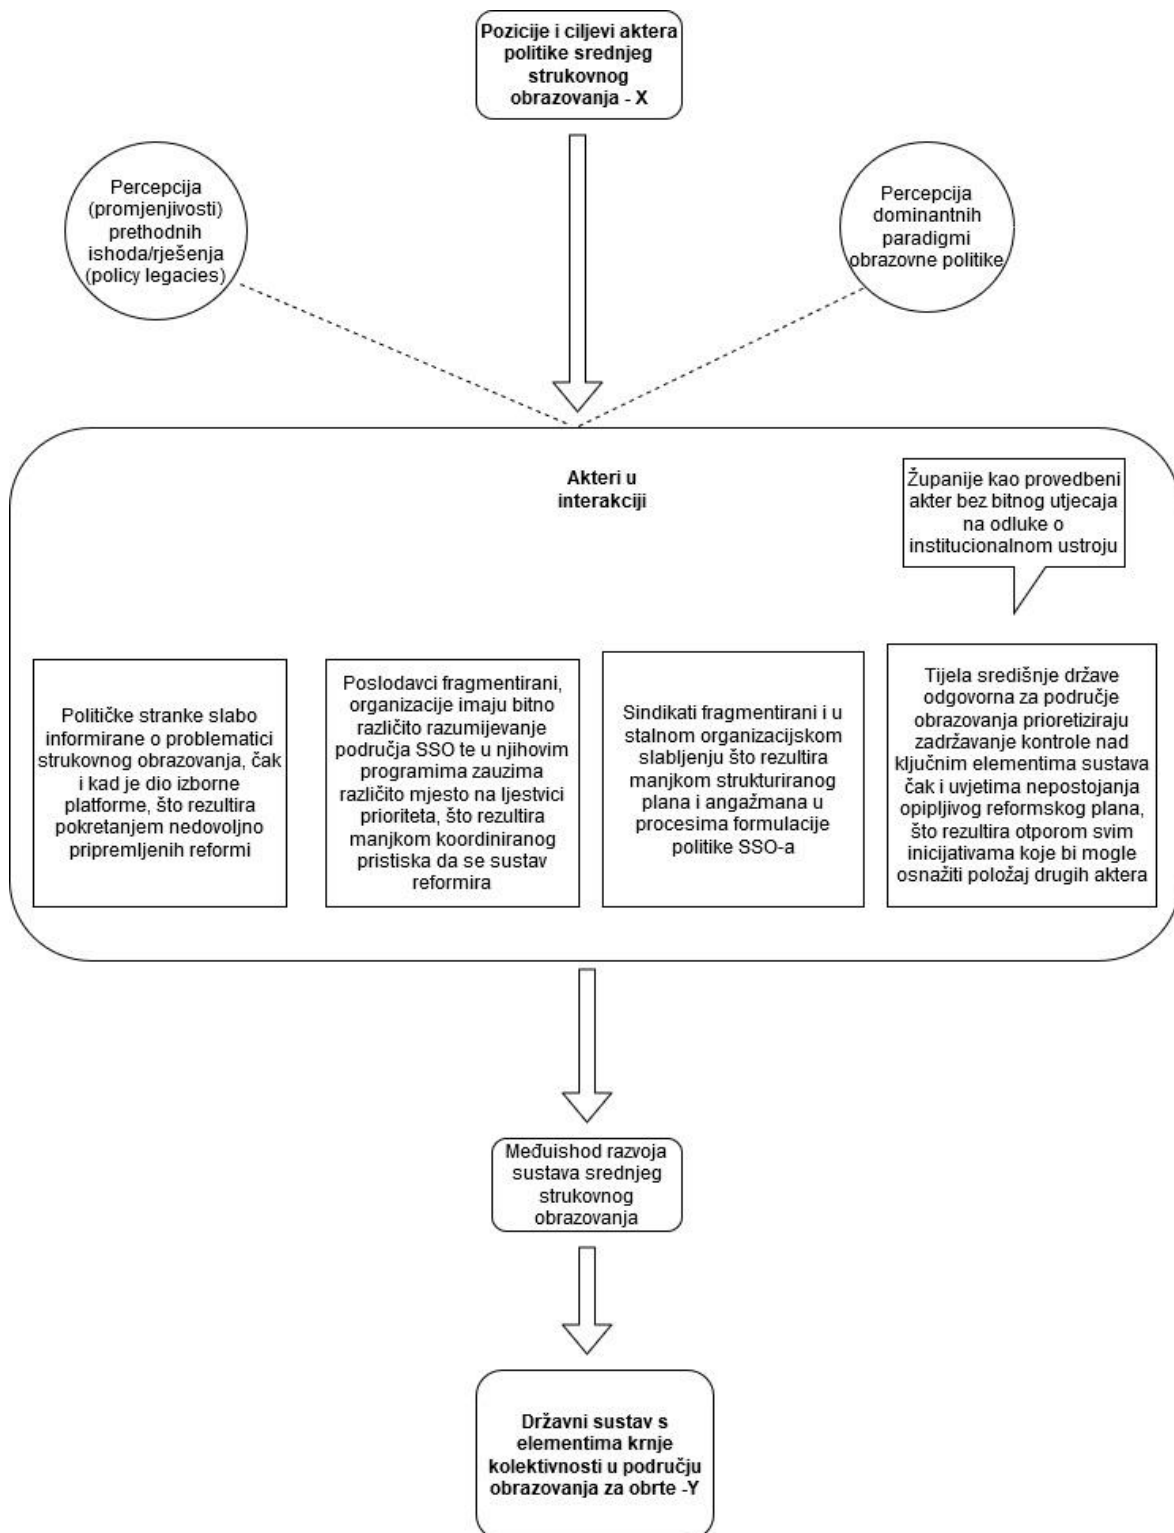 Pozicije i ciljevi aktera
politike srednjeg
strukovnog
obrazovanja - X
Percepcija
(promjenjivosti)
prethodnih
ishoda/rješenja
(policy legacies)
Percepcija
dominantnih
paradigmi
obrazovne politike
Akteri u
interakciji
Županije kao provedbeni
akter bez bitnog utjecaja
na odluke o
institucionalnom ustroju
Političke stranke slabo
informirane o problematici
strukovnog obrazovanja, čak
i kad je dio izborne
platforme, što rezultira
pokretanjem nedovoljno
pripremljenih reformi
Poslodavci fragmentirani,
organizacije imaju bitno
različito razumijevanje
područja SSO te u njihovim
programima zauzima
različito mjesto na ljestvici
prioriteta, što rezultira
manjkom koordiniranog
pristiska da se sustav
reformira
Sindikati fragmentirani i u
stalnom organizacijskom
slabljenju što rezultira
manjkom strukturiranog
plana i angažmana u
procesima formulacije
politike SSO-a
Tijela središnje države
odgovorna za područje
obrazovanja prioretiziraju
zadržavanje kontrole nad
ključnim elementima sustava
čak i uvjetima nepostojanja
opipljivog reformskog plana,
što rezultira otporom svim
inicijativama koje bi mogle
osnažiti položaj drugih aktera
Međuishod razvoja
sustava srednjeg
strukovnog
obrazovanja
Državni sustav s
elementima krnje
kolektivnosti u području
obrazovanja za obrte -Y